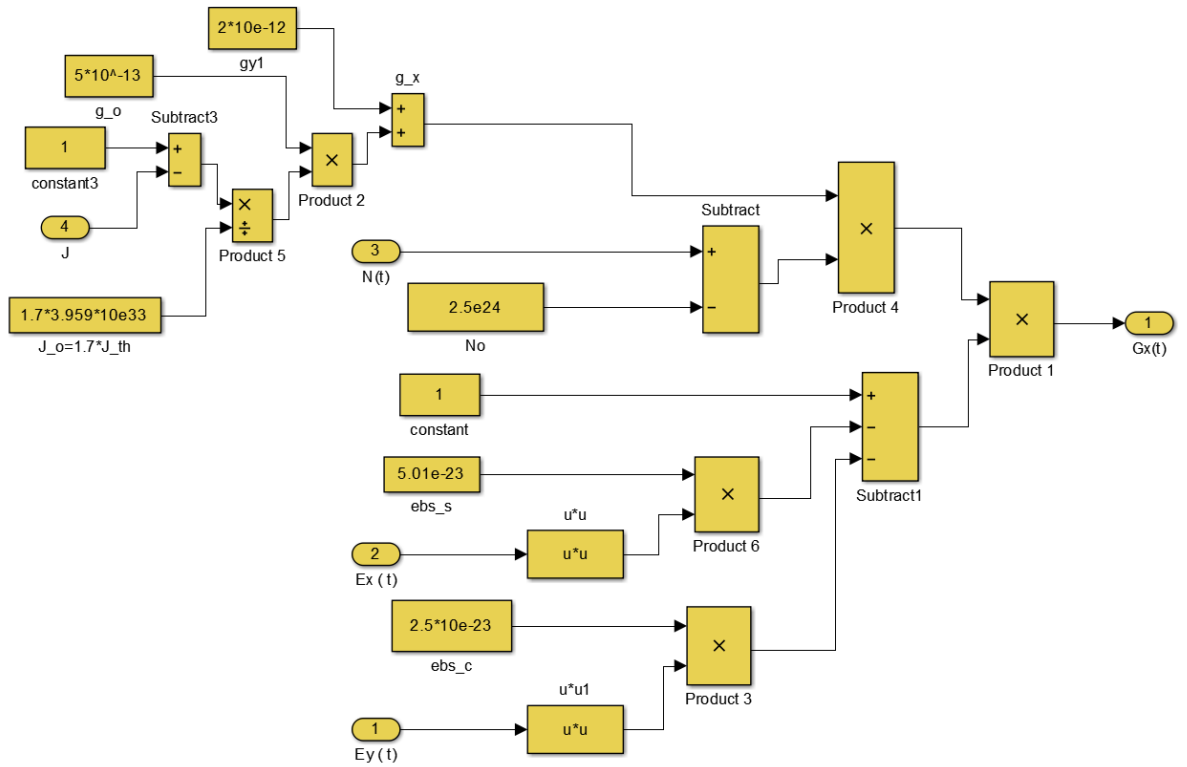 2*10e-12
gy1
5*10^-13
g_o
g_x
+
+
Subtract3
+
−
1
constant3
×
Product 2
4
J
×
÷
Product 5
1.7*3.959*10e33
J_o=1.7*J_th
3
N(t)
2.5e24
No
Subtract
+
−
×
Product 4
×
Product 1
1
Gx(t)
1
constant
+
−
−
Subtract1
5.01e-23
ebs_s
×
Product 6
2
Ex ( t)
u*u
u*u
2.5*10e-23
ebs_c
×
Product 3
1
Ey ( t)
u*u1
u*u